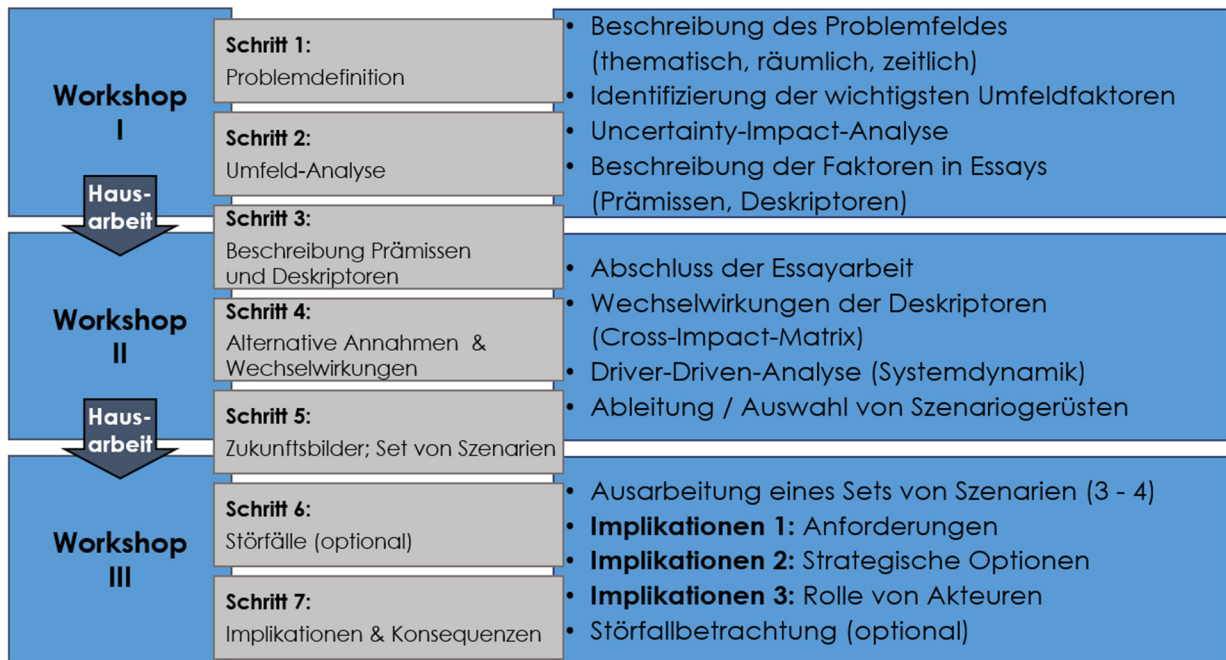 Workshop
I
Haus-
arbeit
Workshop
II
Haus-
arbeit
Workshop
III
Schritt 1:
Problemdefinition
Schritt 2:
Umfeld-Analyse
Schritt 3:
Beschreibung Prämissen
und Deskriptoren
Schritt 4:
Alternative Annahmen &
Wechselwirkungen
Schritt 5:
Zukunftsbilder; Set von Szenarien
Schritt 6:
Störfälle (optional)
Schritt 7:
Implikationen & Konsequenzen
• Beschreibung des Problemfeldes
(thematisch, räumlich, zeitlich)
• Identifizierung der wichtigsten Umfeldfaktoren
• Uncertainty-Impact-Analyse
• Beschreibung der Faktoren in Essays
(Prämissen, Deskriptoren)
• Abschluss der Essayarbeit
• Wechselwirkungen der Deskriptoren
(Cross-Impact-Matrix)
• Driver-Driven-Analyse (Systemdynamik)
• Ableitung / Auswahl von Szenariogerüsten
• Ausarbeitung eines Sets von Szenarien (3 - 4)
• Implikationen 1: Anforderungen
• Implikationen 2: Strategische Optionen
• Implikationen 3: Rolle von Akteuren
• Störfallbetrachtung (optional)